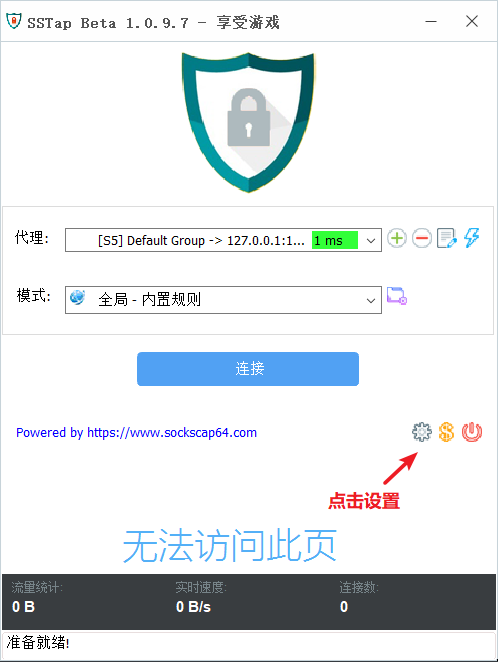 SSTap Beta 1.0.9.7 - 享受游戏
代理: [S5] Default Group -> 127.0.0.1:1... 1 ms
模式: 全局 - 内置规则
连接
Powered by https://www.sockscap64.com
点击设置
无法访问此页
流量统计: 实时速度: 连接数:
0 B 0 B/s 0
准备就绪!